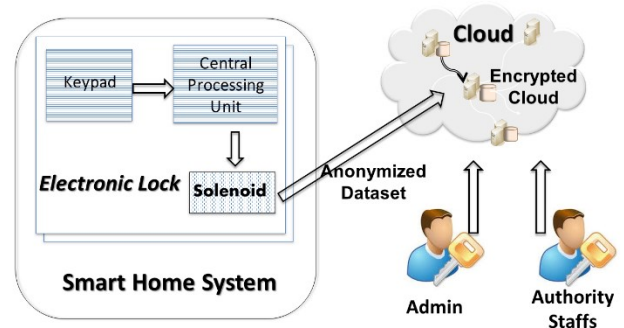 Keypad
Central
Processing
Unit
Electronic Lock
Solenoid
Smart Home System
Anonymized
Dataset
Cloud
Encrypted
Cloud
Admin
Authority
Staffs